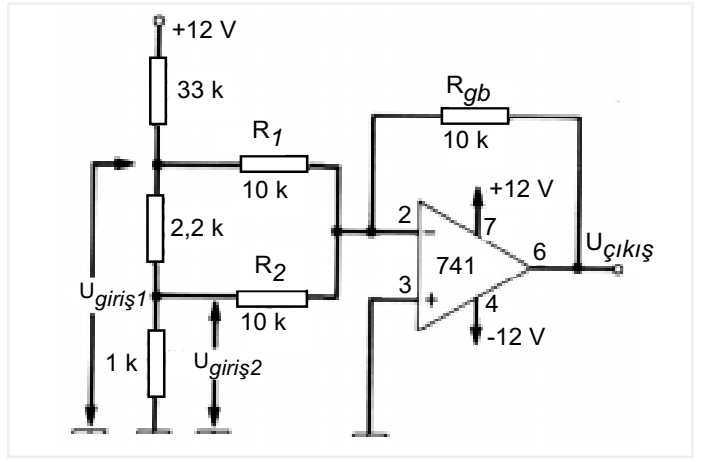 +12 V
33 k
R1
10 k
Rgb
10 k
2,2 k
+12 V
2
7
-
6
Uçıkış
741
R2
10 k
3
+
4
-12 V
Ugiriş1
1 k
Ugiriş2